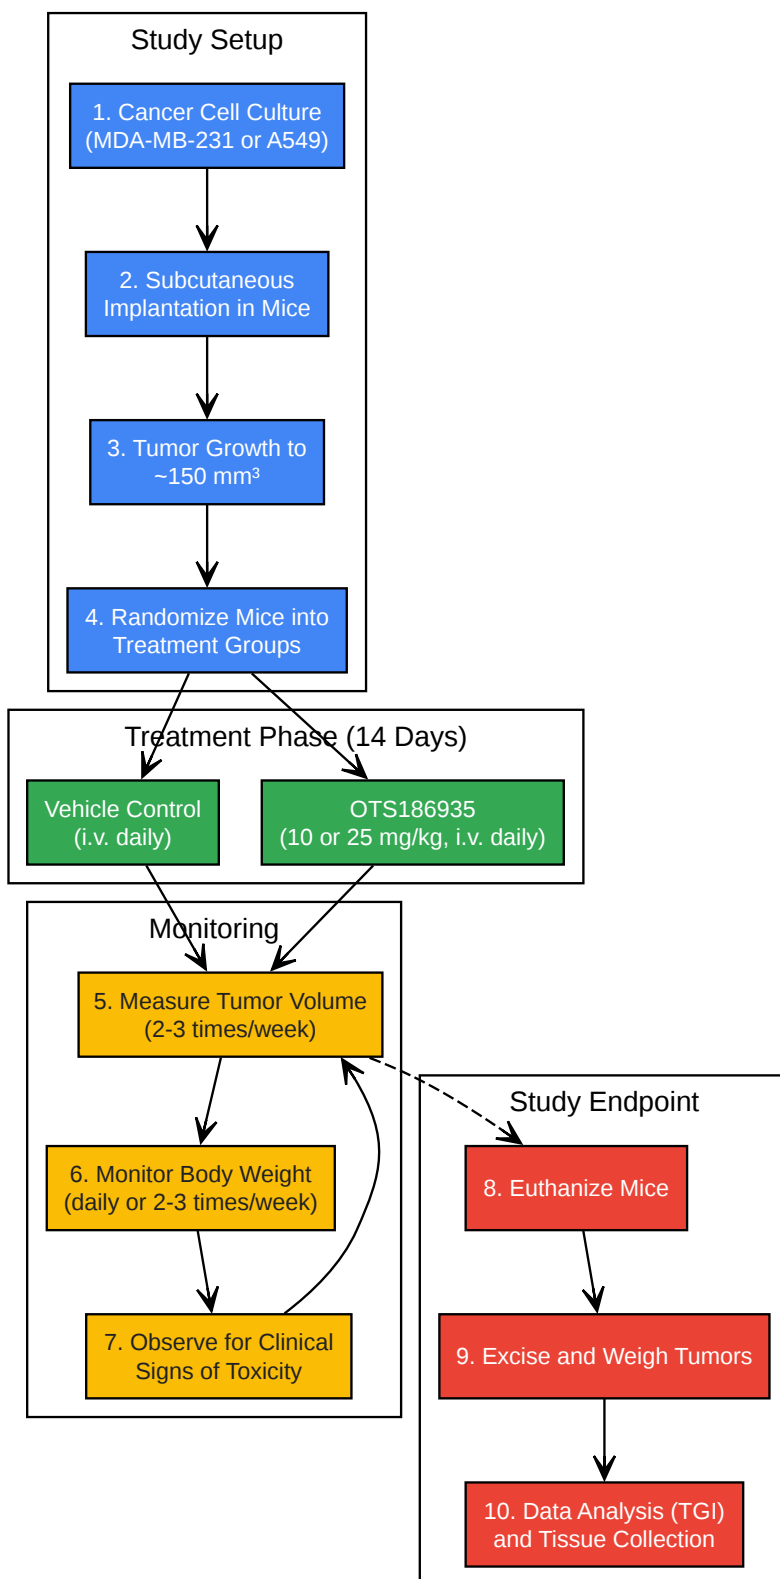 Study Setup
1. Cancer Cell Culture
(MDA-MB-231 or A549)
2. Subcutaneous
Implantation in Mice
3. Tumor Growth to
~150 mm³
4. Randomize Mice into
Treatment Groups
Treatment Phase (14 Days)
Vehicle Control
(i.v. daily)
OTS186935
(10 or 25 mg/kg, i.v. daily)
Monitoring
5. Measure Tumor Volume
(2-3 times/week)
6. Monitor Body Weight
(daily or 2-3 times/week)
7. Observe for Clinical
Signs of Toxicity
Study Endpoint
8. Euthanize Mice
9. Excise and Weigh Tumors
10. Data Analysis (TGI)
and Tissue Collection